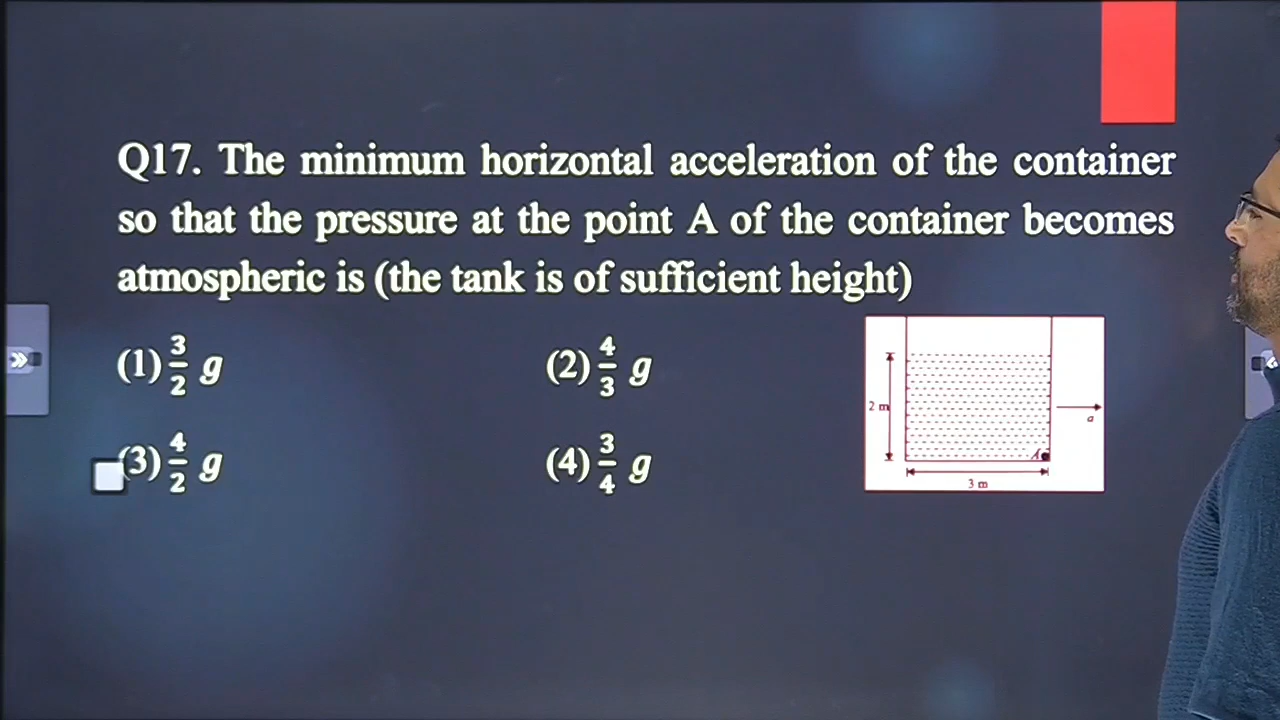 Q17. The minimum horizontal acceleration of the container
so that the pressure at the point A of the container becomes
atmospheric is (the tank is of sufficient height)
(1) 3/2 g
(2) 4/3 g
(3) 4/2 g
(4) 3/4 g
2 m
a
A
3 m